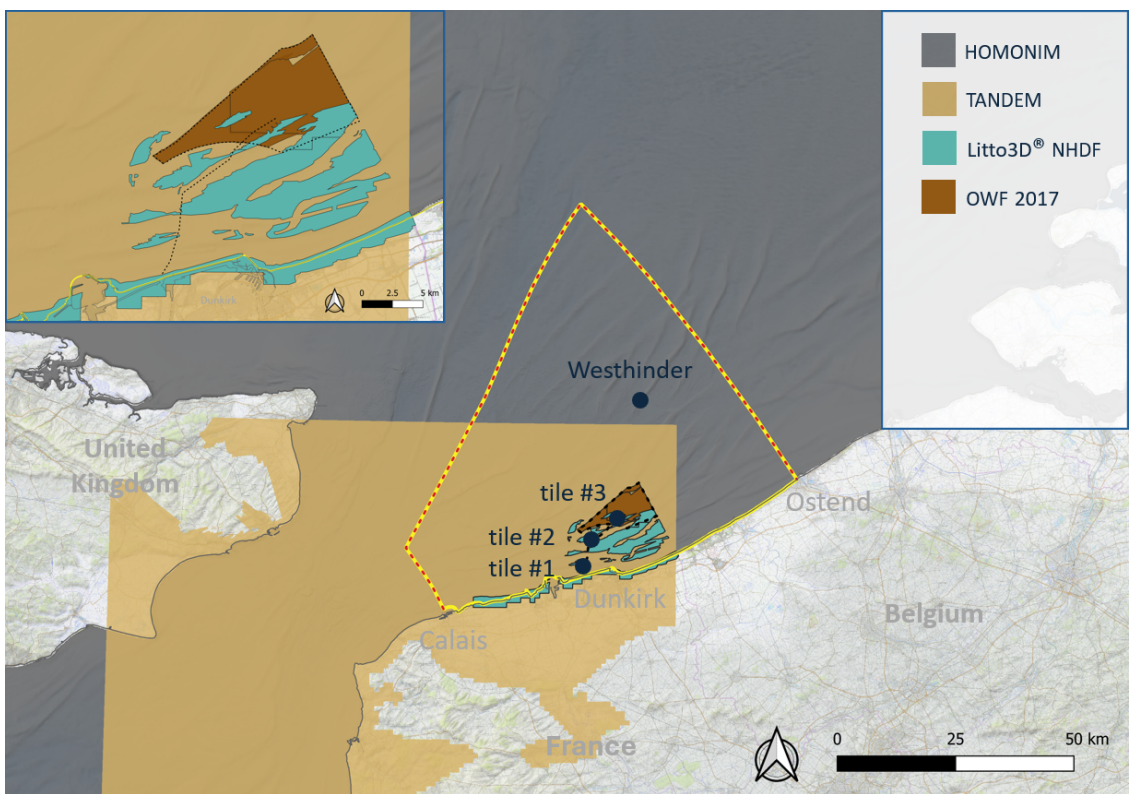 HOMONIM
TANDEM
Litto3D® NHDF
OWF 2017
Dunkirk
0 2.5 5 km
Westhinder
United
Kingdom
tile #3
Ostend
tile #2
tile #1
Dunkirk
Calais
Belgium
France
0 25 50 km